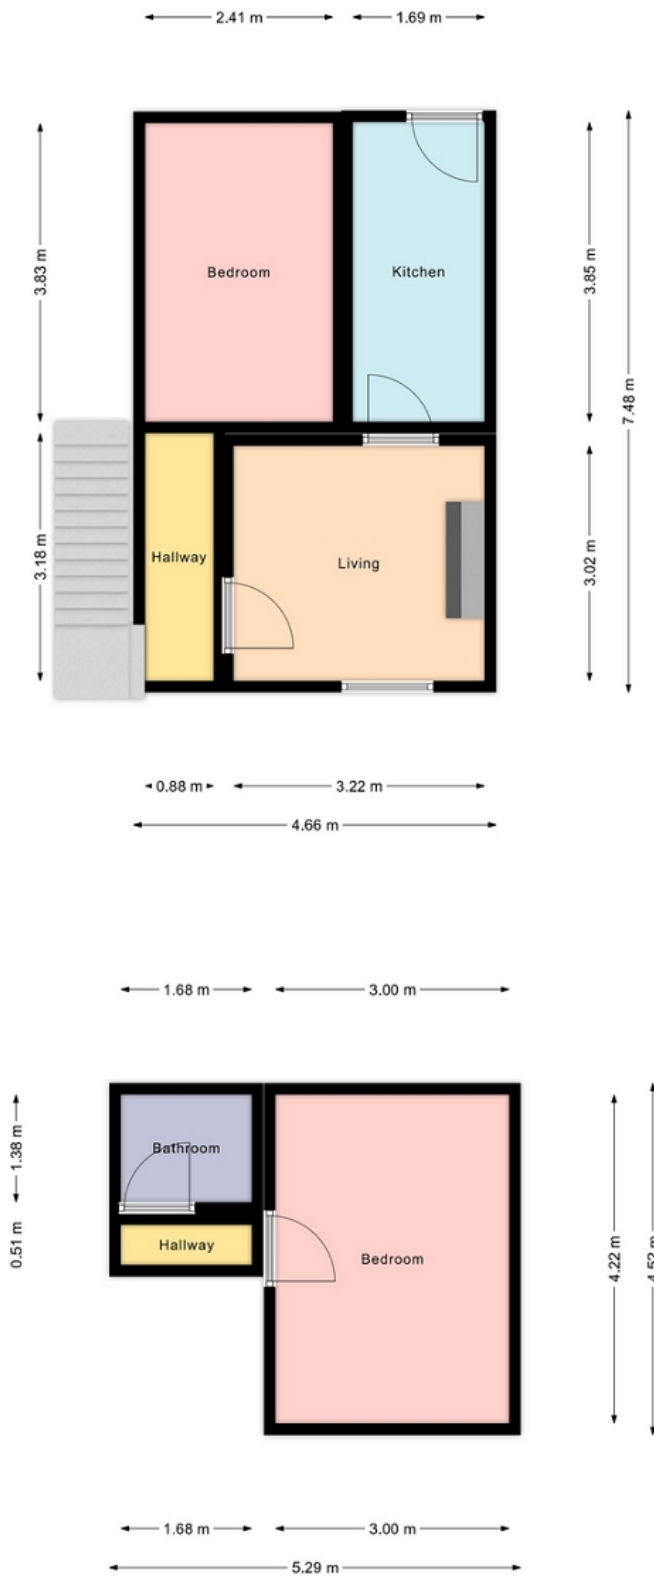 2.41 m 1.69 m
3.83 m
Bedroom
Kitchen
3.85 m
7.48 m
3.18 m
Hallway
Living
3.02 m
0.88 m 3.22 m
4.66 m
1.68 m 3.00 m
1.38 m
Bathroom
0.51 m
Hallway
Bedroom
4.22 m
4.52 m
1.68 m 3.00 m
5.29 m